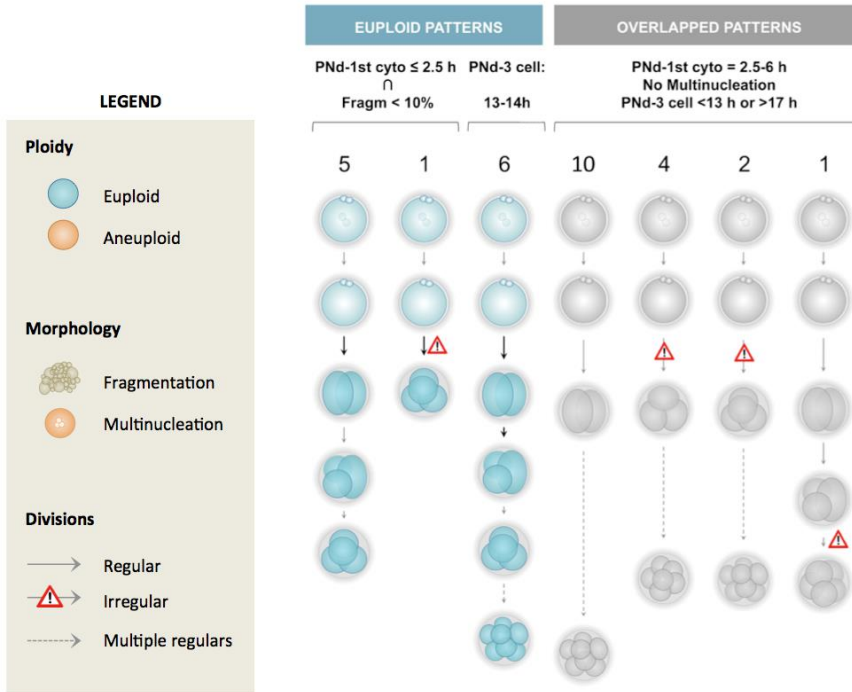 EUPLOID PATTERNS
OVERLAPPED PATTERNS
PNd-1st cyto ≤ 2.5 h
∩
Fragm < 10%
PNd-3 cell:
13-14h
PNd-1st cyto = 2.5-6 h
No Multinucleation
PNd-3 cell <13 h or >17 h
5
1
6
10
4
2
1
LEGEND
Ploidy
Euploid
Aneuploid
Morphology
Fragmentation
Multinucleation
Divisions
Regular
Irregular
Multiple regulars